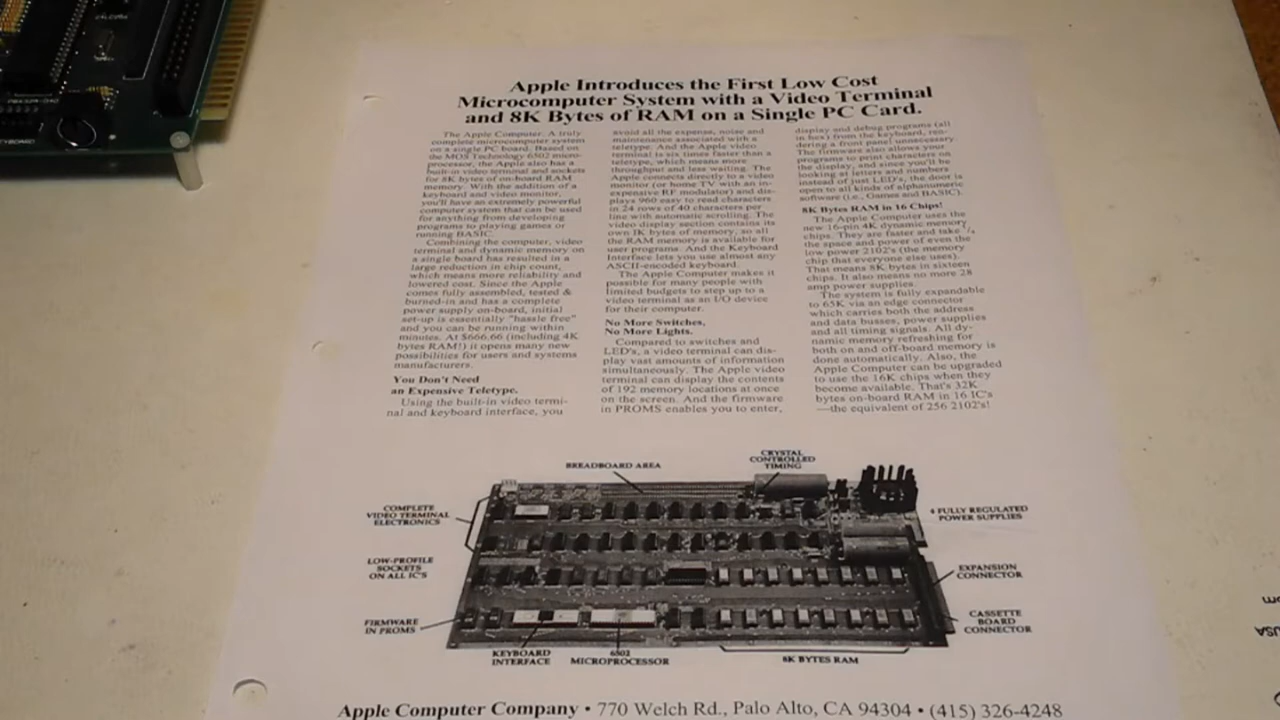 Apple Introduces the First Low Cost
Microcomputer System with a Video Terminal
and 8K Bytes of RAM on a Single PC Card.
The Apple Computer. A truly
complete microcomputer system
on a single PC board. Based on
the MOS Technology 6502 micro-
processor, the Apple also has a
built-in video terminal and sockets
for 8K bytes of on-board RAM
memory. With the addition of a
keyboard and video monitor,
you'll have an extremely powerful
computer system that can be used
for anything from developing
programs to playing games or
running BASIC.
Combining the computer, video
terminal and dynamic memory on
a single board has resulted in a
large reduction in chip count,
which means more reliability and
lowered cost. Since the Apple
comes fully assembled, tested &
burned-in and has a complete
power supply on-board, initial
set-up is essentially "hassle free"
and you can be running within
minutes. At $666.66 (including 4K
bytes RAM!) it opens many new
possibilities for users and systems
manufacturers.
You Don't Need
an Expensive Teletype.
Using the built-in video termi-
nal and keyboard interface, you
avoid all the expense, noise and
maintenance associated with a
teletype. And the Apple video
terminal is six times faster than a
teletype, which means more
throughput and less waiting. The
Apple connects directly to a video
monitor (or home TV with an in-
expensive RF modulator) and dis-
plays 960 easy to read characters
in 24 rows of 40 characters per
line with automatic scrolling. The
video display section contains its
own 1K bytes of memory, so all
the RAM memory is available for
user programs. And the Keyboard
Interface lets you use almost any
ASCII-encoded keyboard.
The Apple Computer makes it
possible for many people with
limited budgets to step up to a
video terminal as an I/O device
for their computer.
No More Switches,
No More Lights.
Compared to switches and
LED's, a video terminal can dis-
play vast amounts of information
simultaneously. The Apple video
terminal can display the contents
of 192 memory locations at once
on the screen. And the firmware
in PROMS enables you to enter,
display and debug programs (all
in hex) from the keyboard, ren-
dering a front panel unnecessary.
The firmware also allows your
programs to print characters on
the display, and since you'll be
looking at letters and numbers
instead of just LED's, the door is
open to all kinds of alphanumeric
software (i.e., Games and BASIC).
8K Bytes RAM in 16 Chips!
The Apple Computer uses the
new 16-pin 4K dynamic memory
chips. They are faster and take 1/4
the space and power of even the
low power 2102's (the memory
chip that everyone else uses).
That means 8K bytes in sixteen
chips. It also means no more 28
amp power supplies.
The system is fully expandable
to 65K via an edge connector
which carries both the address
and data busses, power supplies
and all timing signals. All dy-
namic memory refreshing for
both on and off-board memory is
done automatically. Also, the
Apple Computer can be upgraded
to use the 16K chips when they
become available. That's 32K
bytes on-board RAM in 16 IC's
—the equivalent of 256 2102's!
CRYSTAL
CONTROLLED
TIMING
BREADBOARD AREA
COMPLETE
VIDEO TERMINAL
ELECTRONICS
4 FULLY REGULATED
POWER SUPPLIES
LOW-PROFILE
SOCKETS
ON ALL IC'S
EXPANSION
CONNECTOR
FIRMWARE
IN PROMS
CASSETTE
BOARD
CONNECTOR
KEYBOARD
INTERFACE
6502
MICROPROCESSOR
8K BYTES RAM
Apple Computer Company • 770 Welch Rd., Palo Alto, CA 94304 • (415) 326-4248
USA